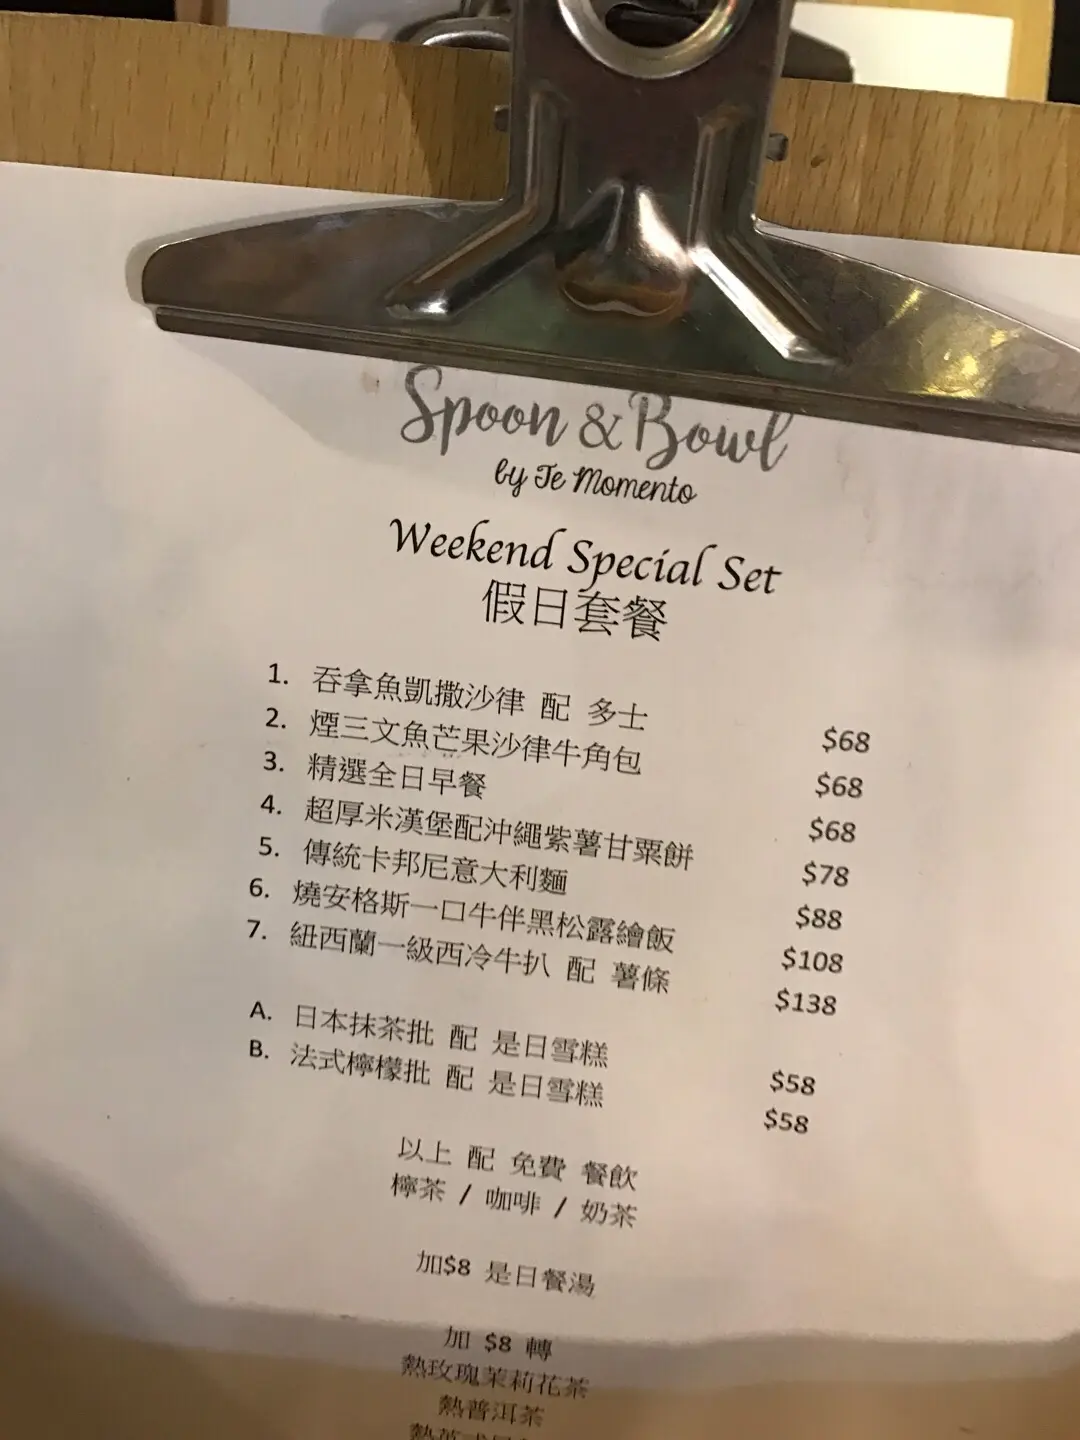 Spoon & Bowl
by Te Momento
Weekend Special Set
假日套餐
1. 吞拿魚凱撒沙律 配 多士 $68
2. 煙三文魚芒果沙律牛角包 $68
3. 精選全日早餐 $68
4. 超厚米漢堡配沖繩紫薯甘粟餅 $78
5. 傳統卡邦尼意大利麵 $88
6. 燒安格斯一口牛伴黑松露繪飯 $108
7. 紐西蘭一級西冷牛扒 配 薯條 $138
A. 日本抹茶批 配 是日雪糕 $58
B. 法式檸檬批 配 是日雪糕 $58
以上 配 免費 餐飲
檸茶 / 咖啡 / 奶茶
加$8 是日餐湯
加 $8 轉
熱玫瑰茉莉花茶
熱普洱茶